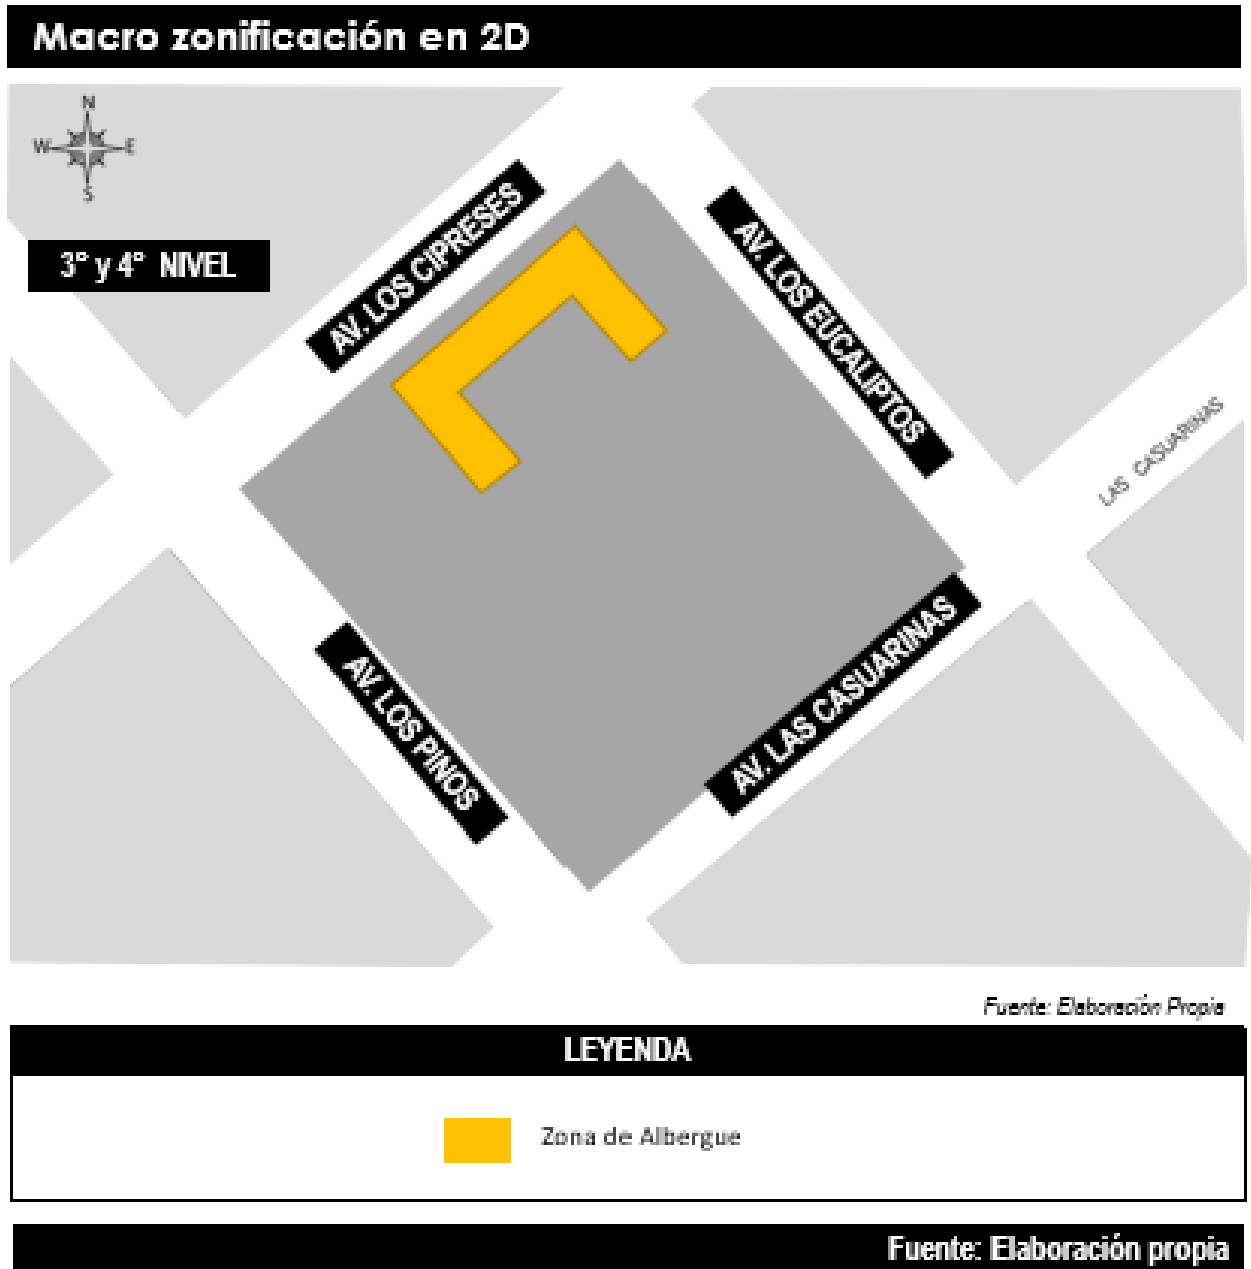 Macro zonificación en 2D
N
W E
S
3° y 4° NIVEL
AV. LOS CIPRESES
AV. LOS EUCALIPTOS
LAS CASUARINAS
AV. LOS PINOS
AV. LAS CASUARINAS
Fuente: Elaboración Propia
LEYENDA
Zona de Albergue
Fuente: Elaboración propia